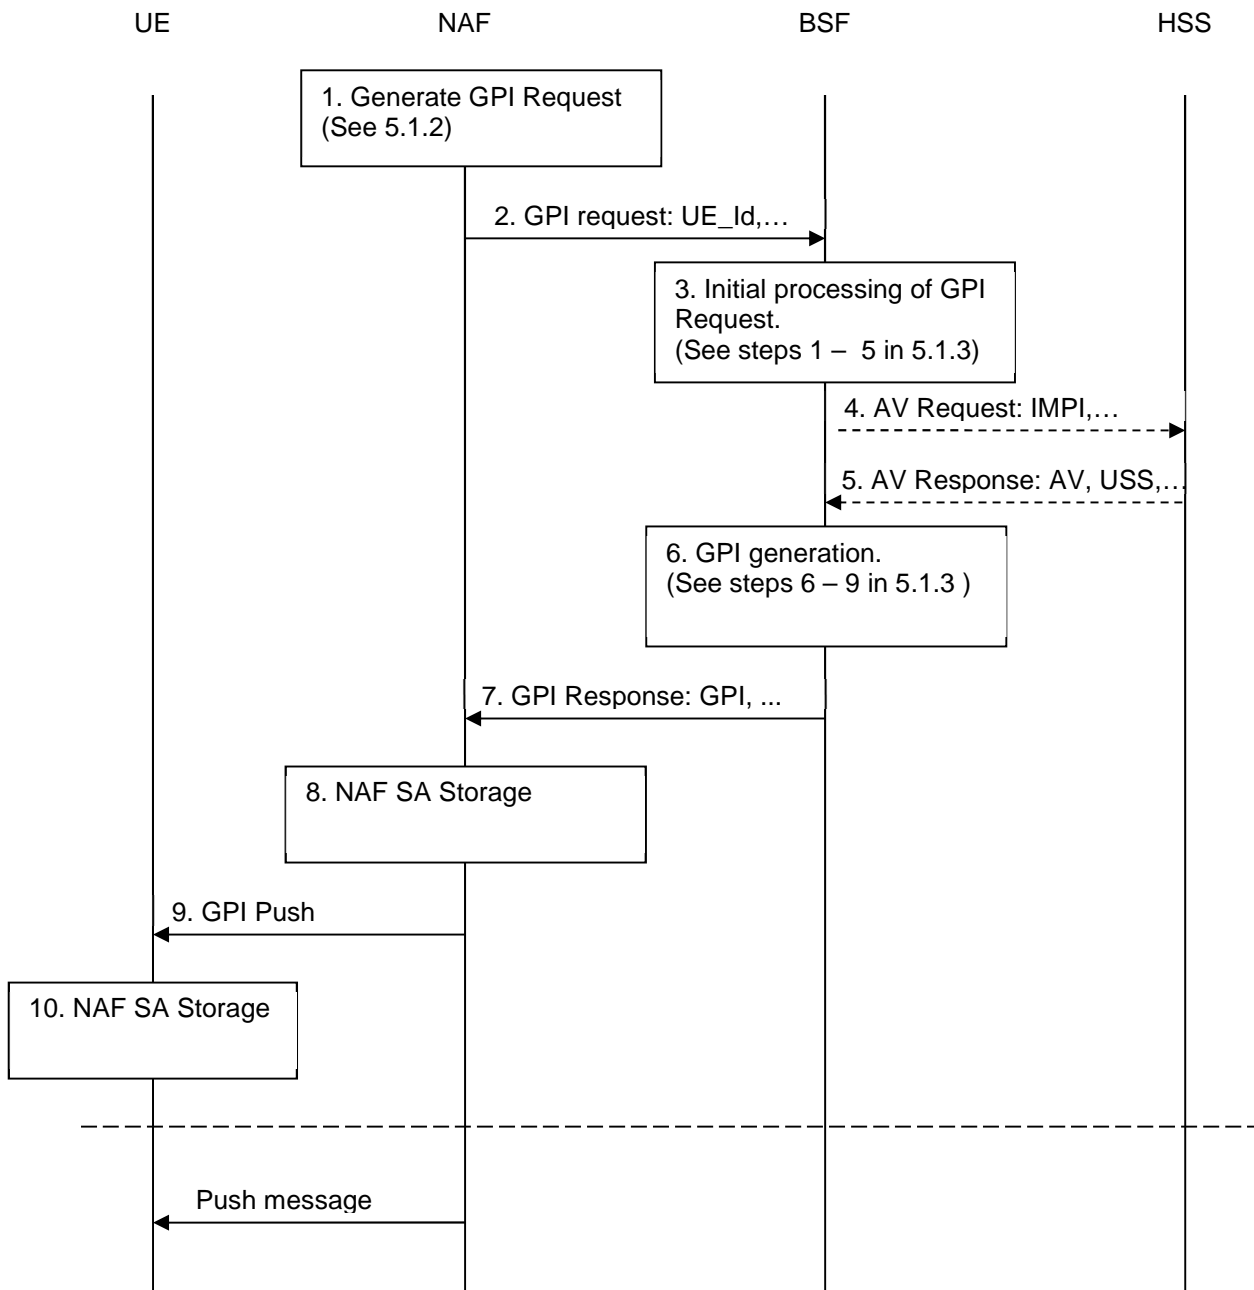 UE
NAF
BSF
HSS
1. Generate GPI Request
(See 5.1.2)
2. GPI request: UE_Id,…
3. Initial processing of GPI
Request.
(See steps 1 – 5 in 5.1.3)
4. AV Request: IMPI,…
5. AV Response: AV, USS,…
6. GPI generation.
(See steps 6 – 9 in 5.1.3 )
7. GPI Response: GPI, ...
8. NAF SA Storage
9. GPI Push
10. NAF SA Storage
Push message